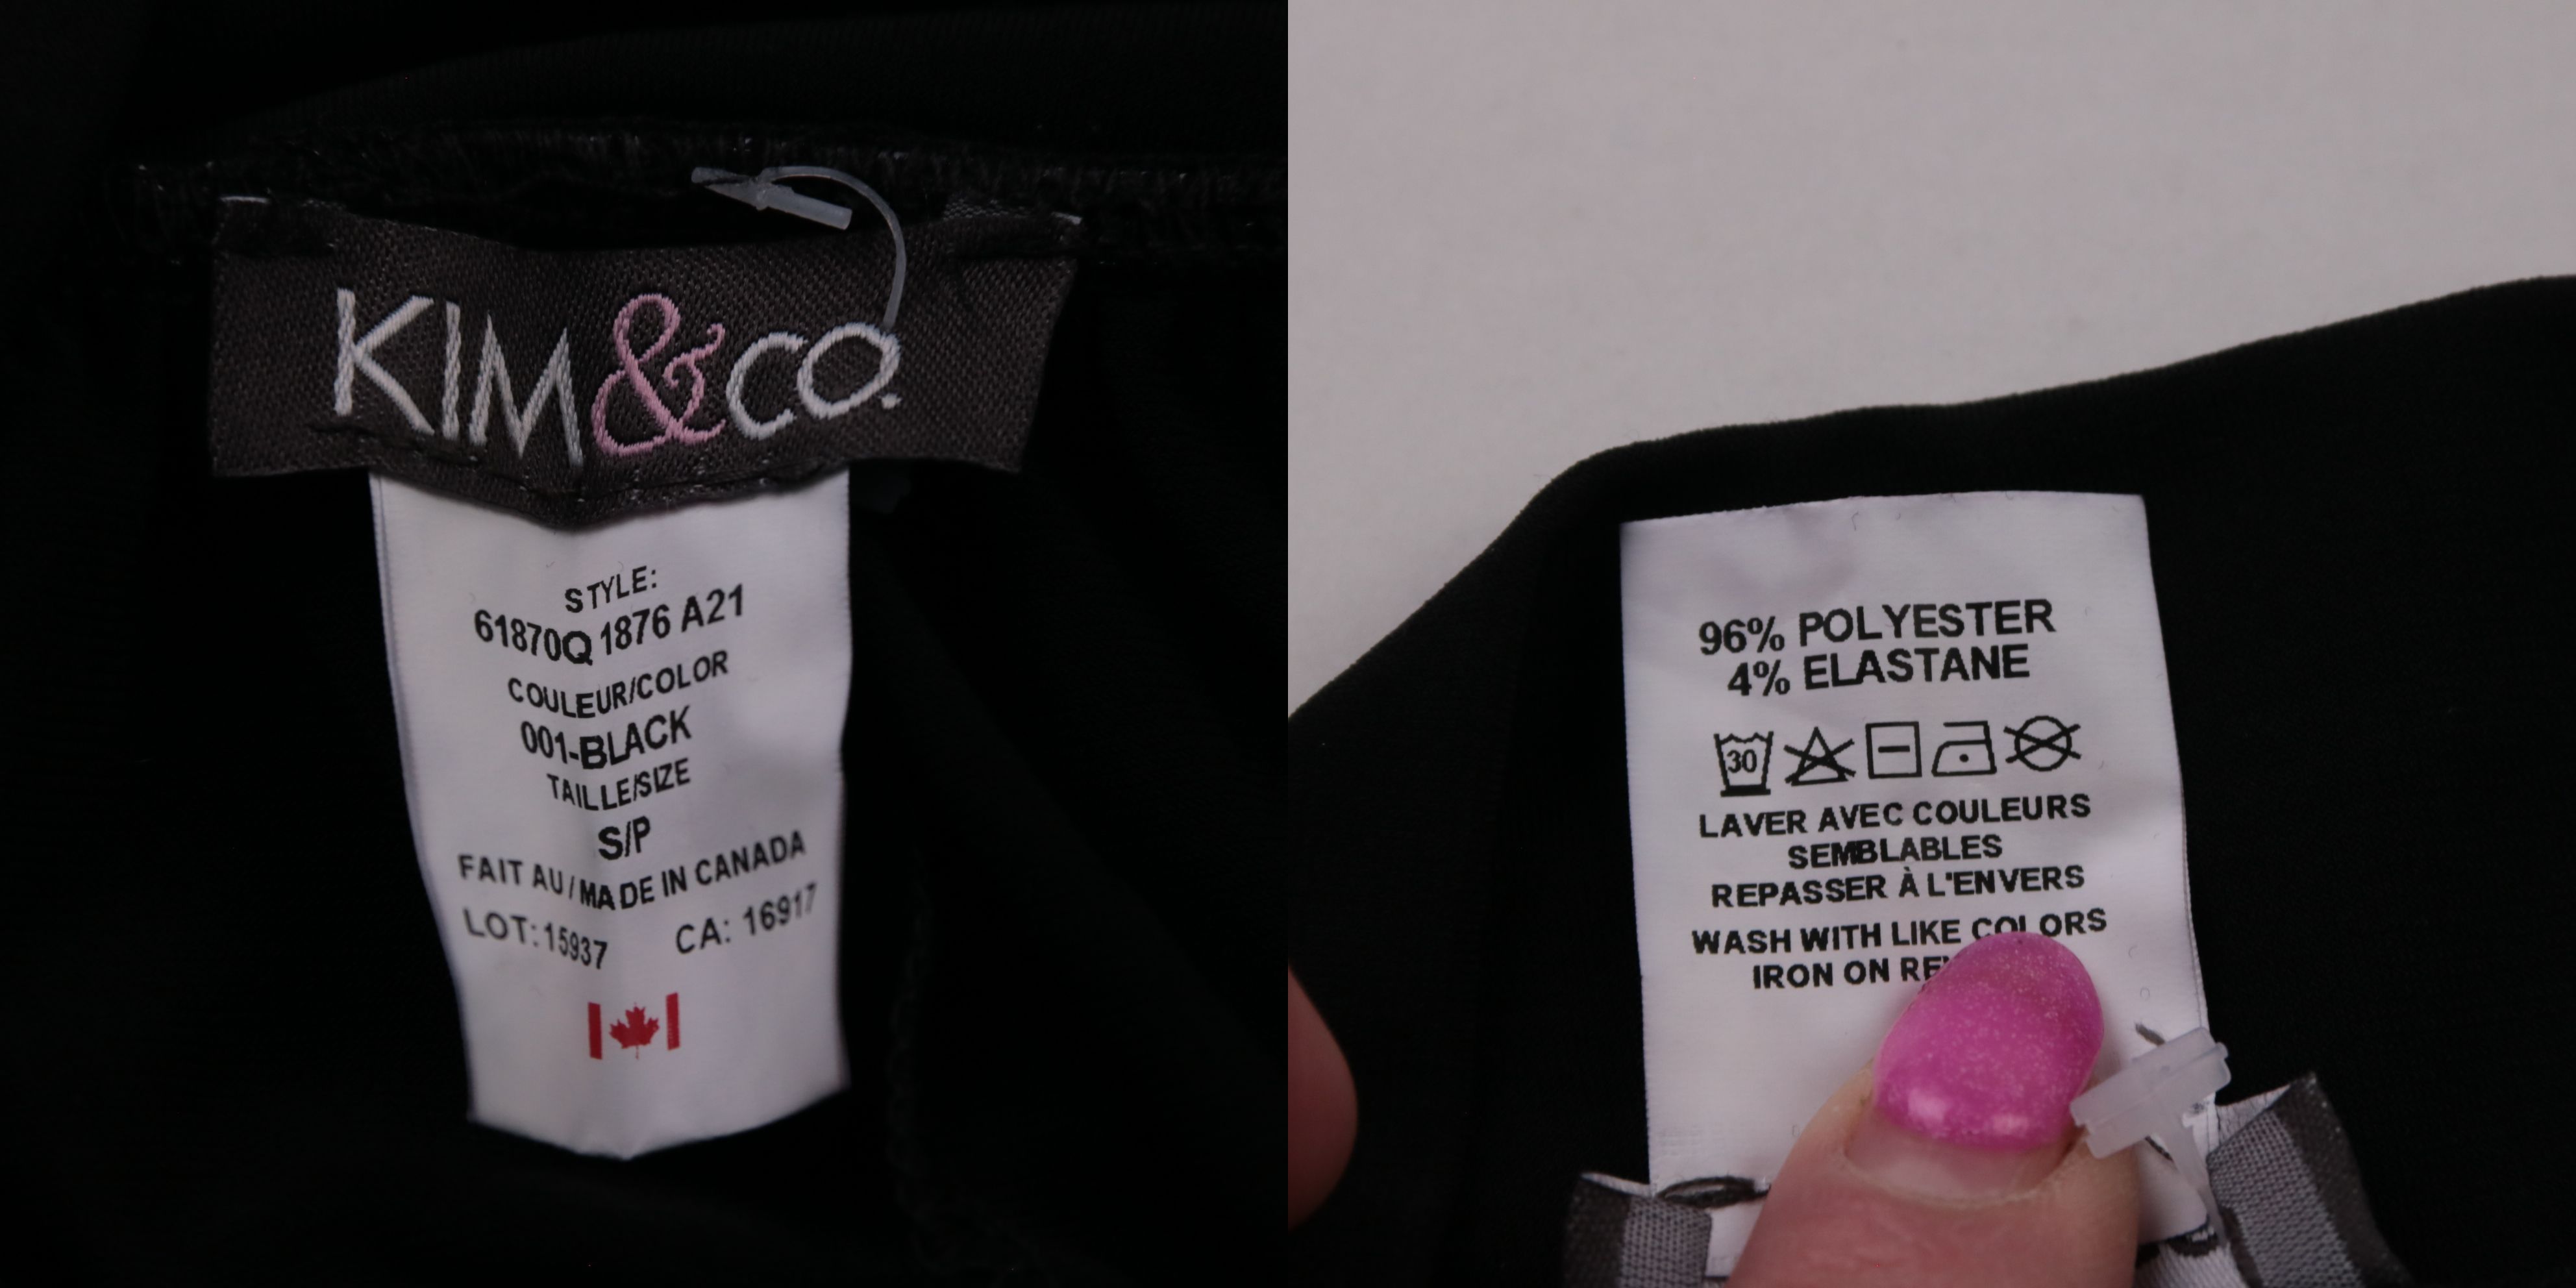 KIM&CO.
STYLE:
61870Q 1876 A21
COULEUR/COLOR
001-BLACK
TAILLE/SIZE
S/P
FAIT AU/MADE IN CANADA
LOT:15937 CA: 16917
96% POLYESTER
4% ELASTANE
30
LAVER AVEC COULEURS
SEMBLABLES
REPASSER À L'ENVERS
WASH WITH LIKE COLORS
IRON ON